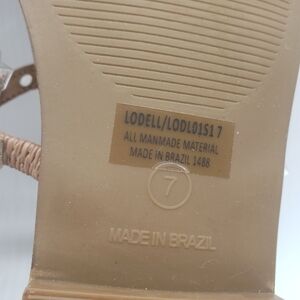 LODELL/LODL01S1 7
ALL MANMADE MATERIAL
MADE IN BRAZIL 1488
7
MADE IN BRAZIL